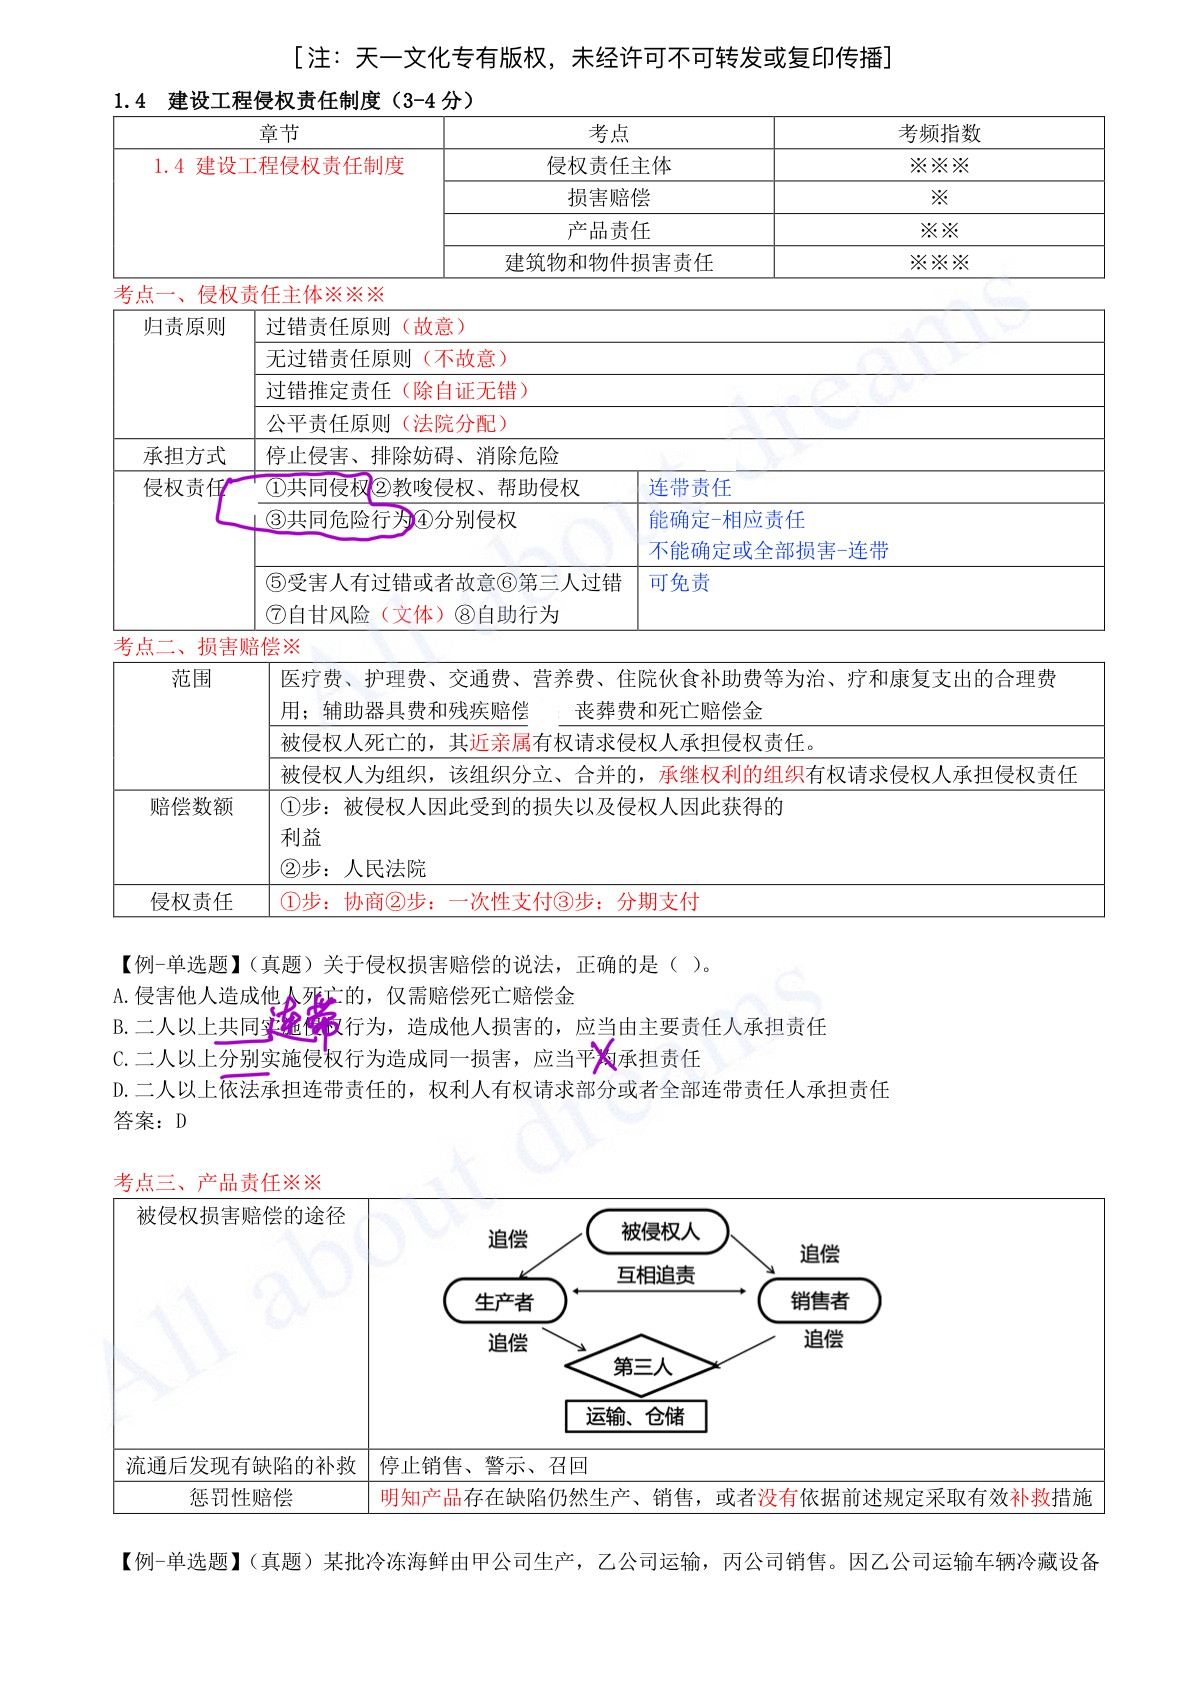 [注：天一文化专有版权，未经许可不可转发或复印传播]
1.4 建设工程侵权责任制度（3-4 分）
章节 考点 考频指数
1.4 建设工程侵权责任制度 侵权责任主体 ※※※
损害赔偿 ※
产品责任 ※※
建筑物和物件损害责任 ※※※
考点一、侵权责任主体※※※
归责原则 过错责任原则（故意）
无过错责任原则（不故意）
过错推定责任（除自证无错）
公平责任原则（法院分配）
承担方式 停止侵害、排除妨碍、消除危险
侵权责任 ①共同侵权②教唆侵权、帮助侵权 连带责任
③共同危险行为④分别侵权 能确定-相应责任
不能确定或全部损害-连带
⑤受害人有过错或者故意⑥第三人过错 可免责
⑦自甘风险（文体）⑧自助行为
考点二、损害赔偿※
范围 医疗费、护理费、交通费、营养费、住院伙食补助费等为治、疗和康复支出的合理费
用；辅助器具费和残疾赔偿 丧葬费和死亡赔偿金
被侵权人死亡的，其近亲属有权请求侵权人承担侵权责任。
被侵权人为组织，该组织分立、合并的，承继权利的组织有权请求侵权人承担侵权责任
赔偿数额 ①步：被侵权人因此受到的损失以及侵权人因此获得的
利益
②步：人民法院
侵权责任 ①步：协商②步：一次性支付③步：分期支付
【例-单选题】（真题）关于侵权损害赔偿的说法，正确的是（ ）。
A.侵害他人造成他人死亡的，仅需赔偿死亡赔偿金
连带
B.二人以上共同实施侵权行为，造成他人损害的，应当由主要责任人承担责任
C.二人以上分别实施侵权行为造成同一损害，应当平均承担责任
D.二人以上依法承担连带责任的，权利人有权请求部分或者全部连带责任人承担责任
答案：D
考点三、产品责任※※
被侵权损害赔偿的途径
被侵权人
追偿 追偿
互相追责
生产者 销售者
追偿 追偿
第三人
运输、仓储
流通后发现有缺陷的补救 停止销售、警示、召回
惩罚性赔偿 明知产品存在缺陷仍然生产、销售，或者没有依据前述规定采取有效补救措施
【例-单选题】（真题）某批冷冻海鲜由甲公司生产，乙公司运输，丙公司销售。因乙公司运输车辆冷藏设备
All about dreams
All about dreams